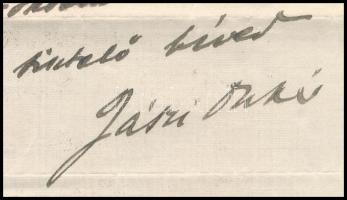 tisztelő híved
Jászi Oszkár